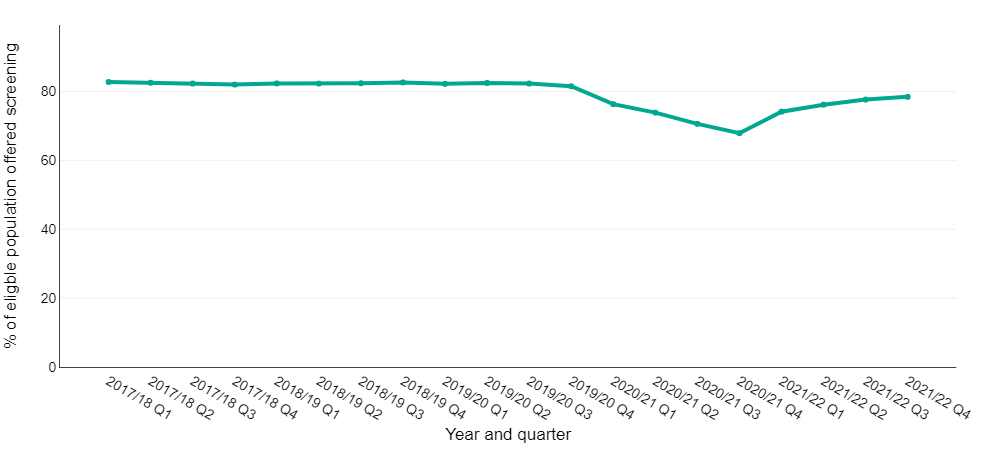 % of eligble population offered screening
80
60
40
20
0
2017/18 Q1
2017/18 Q2
2017/18 Q3
2017/18 Q4
2018/19 Q1
2018/19 Q2
2018/19 Q3
2018/19 Q4
2019/20 Q1
2019/20 Q2
2019/20 Q3
2019/20 Q4
2020/21 Q1
2020/21 Q2
2020/21 Q3
2020/21 Q4
2021/22 Q1
2021/22 Q2
2021/22 Q3
2021/22 Q4
Year and quarter